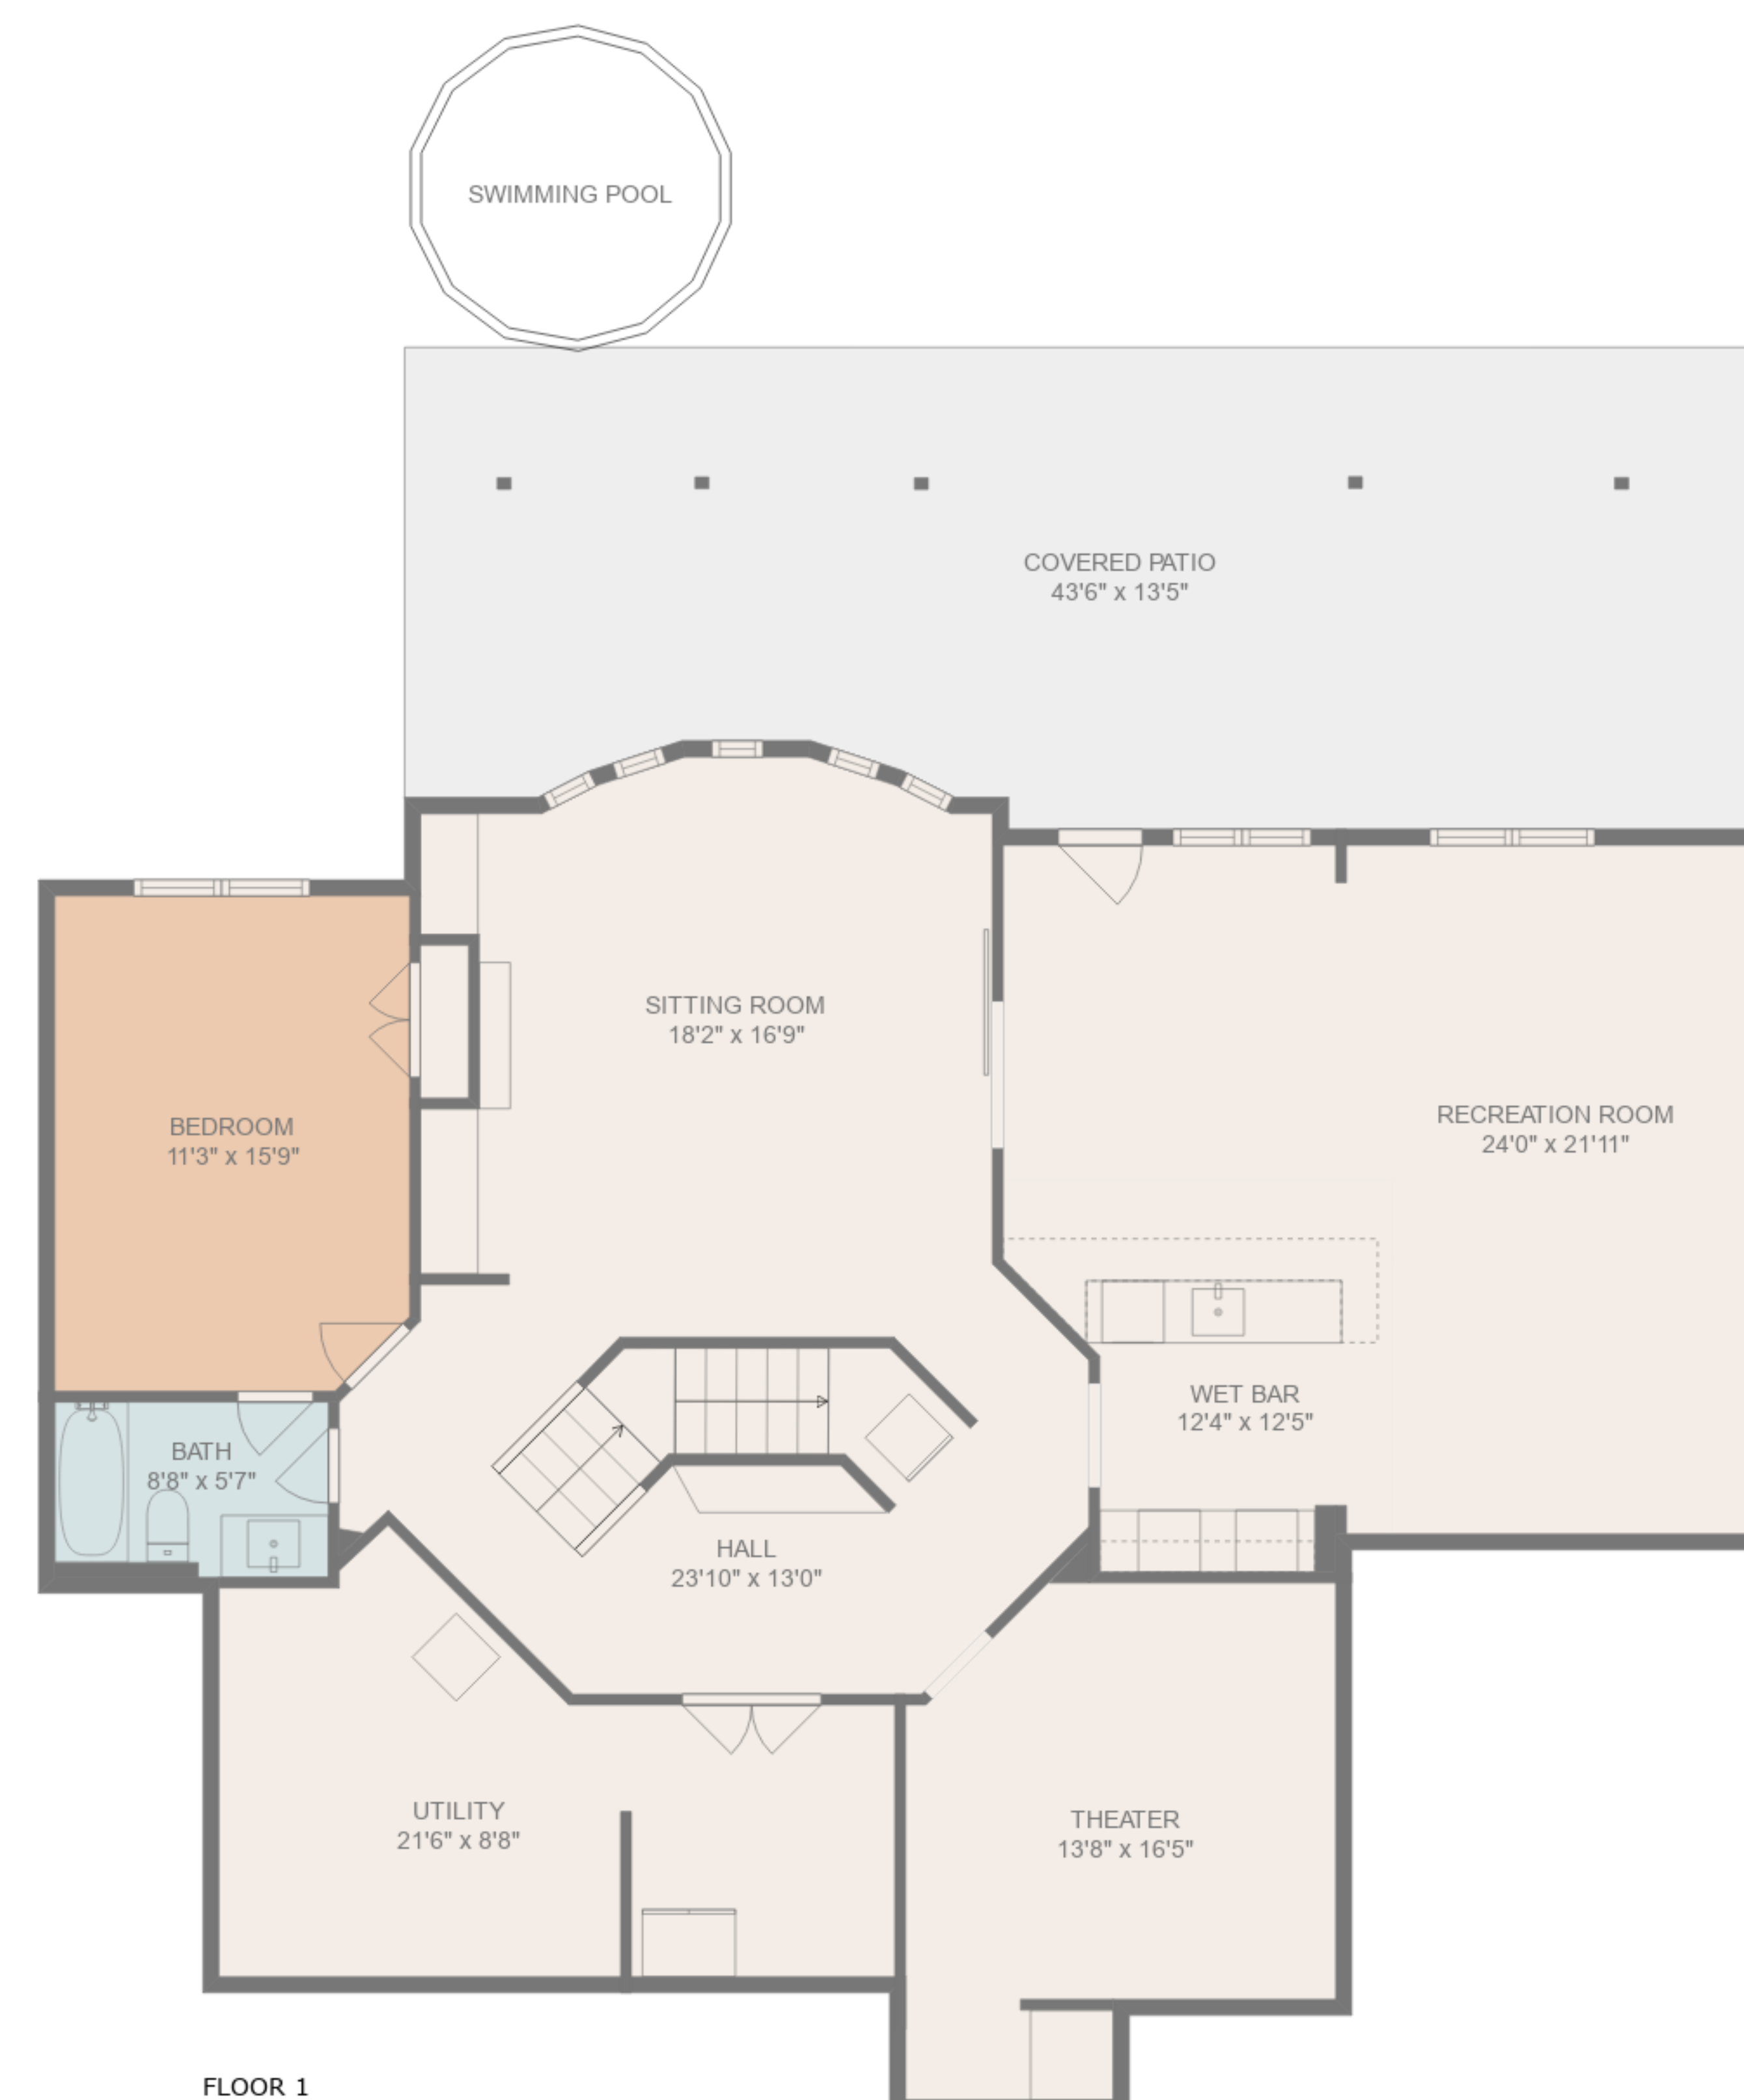 SWIMMING POOL
COVERED PATIO
43'6" x 13'5"
SITTING ROOM
18'2" x 16'9"
RECREATION ROOM
24'0" x 21'11"
BEDROOM
11'3" x 15'9"
WET BAR
12'4" x 12'5"
BATH
8'8" x 5'7"
HALL
23'10" x 13'0"
UTILITY
21'6" x 8'8"
THEATER
13'8" x 16'5"
FLOOR 1